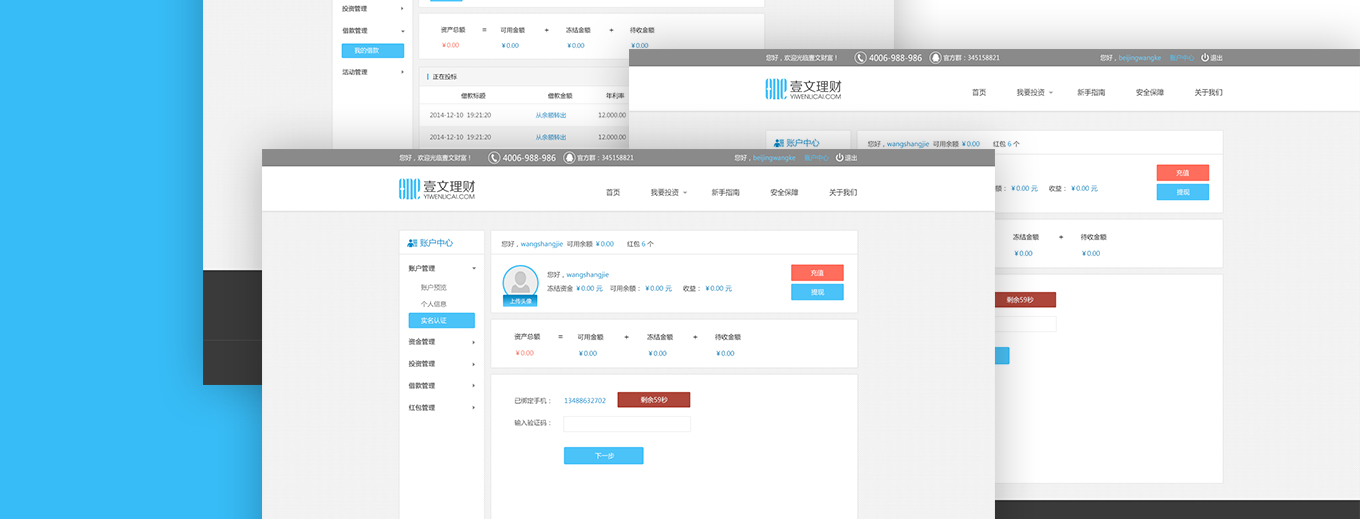 投资管理
借款管理
我的借款
活动管理
资产总额 = 可用金额 + 冻结金额 + 待收金额
￥0.00 ￥0.00 ￥0.00 ￥0.00
正在投标
借款标题 借款金额 年利率
2014-12-10 19:21:20 从余额转出 12.000.00
2014-12-10 19:21:20 从余额转出 12.000.00
您好，欢迎光临壹文财富！ 4006-988-986 官方群：345158821 您好，beijingwangke 账户中心 退出
壹文理财
YIWENLICAI.COM
首页 我要投资 新手指南 安全保障 关于我们
账户中心
您好，wangshangjie 可用余额 ￥0.00 红包 6 个
充值
额： ￥0.00 元 收益： ￥0.00 元
提现
冻结金额 + 待收金额
￥0.00 ￥0.00
剩余59秒
您好，欢迎光临壹文财富！ 4006-988-986 官方群：345158821 您好，beijingwangke 账户中心 退出
壹文理财
YIWENLICAI.COM
首页 我要投资 新手指南 安全保障 关于我们
账户中心
账户管理
账户预览
个人信息
实名认证
资金管理
投资管理
借款管理
红包管理
您好，wangshangjie 可用余额 ￥0.00 红包 6 个
您好，wangshangjie
冻结资金 ￥0.00 元 可用余额： ￥0.00 元 收益： ￥0.00 元
上传头像
充值
提现
资产总额 = 可用金额 + 冻结金额 + 待收金额
￥0.00 ￥0.00 ￥0.00 ￥0.00
已绑定手机： 13488632702 剩余59秒
输入验证码：
下一步